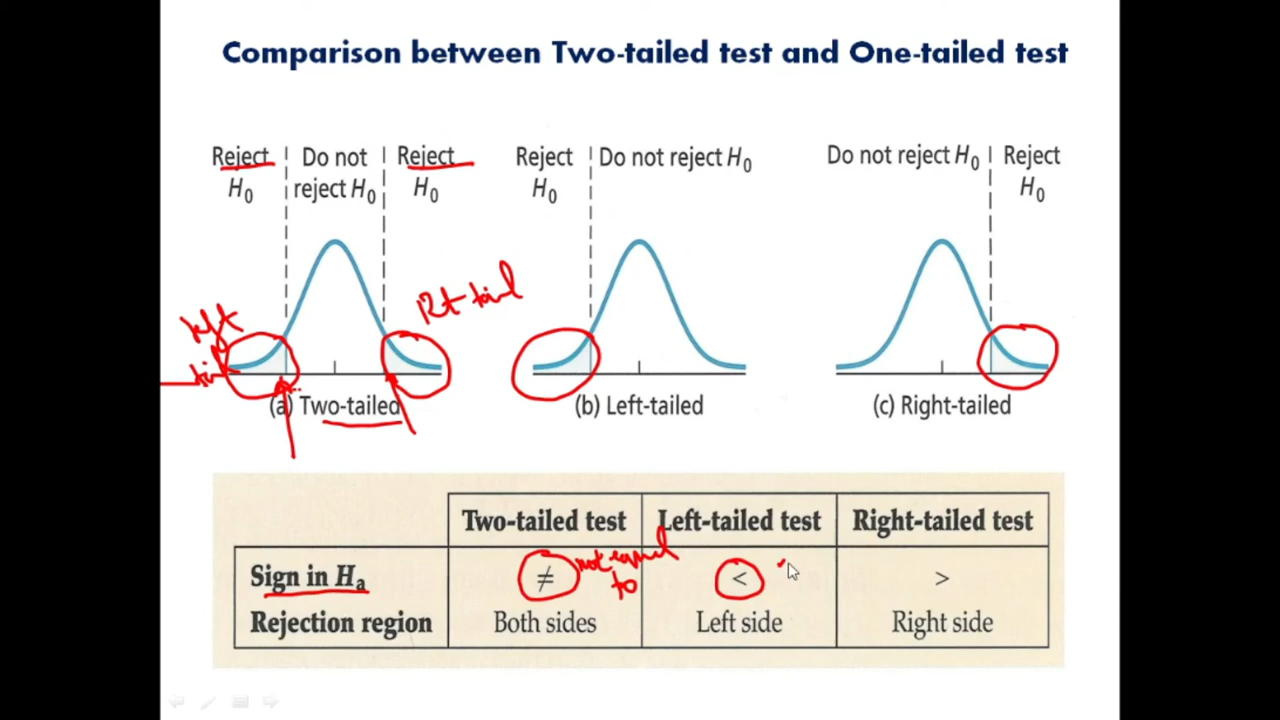 Comparison between Two-tailed test and One-tailed test
Reject Do not Reject
H₀ reject H₀ H₀
Reject Do not reject H₀
H₀
Do not reject H₀ Reject
H₀
left
Rt tail
(a) Two-tailed
(b) Left-tailed
(c) Right-tailed
Two-tailed test Left-tailed test Right-tailed test
Sign in Hₐ ≠ not equal to < >
Rejection region Both sides Left side Right side